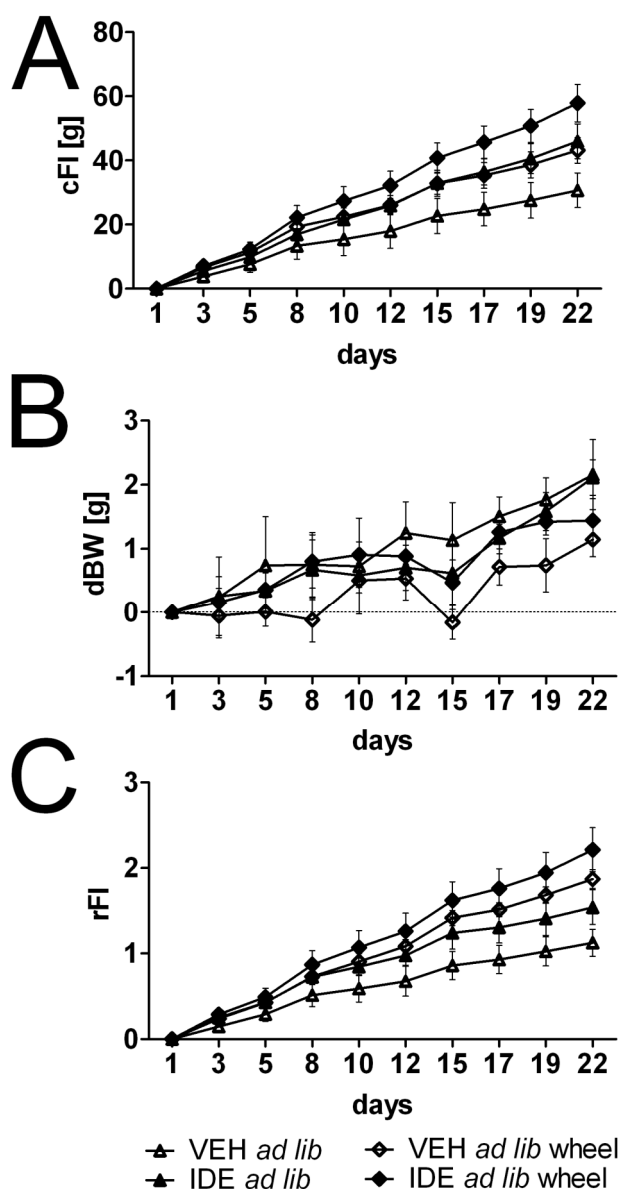 A
80
60
40
20
0
cFI [g]
1 3 5 8 10 12 15 17 19 22
days
B
3
2
1
0
-1
dBW [g]
1 3 5 8 10 12 15 17 19 22
days
C
3
2
1
0
rFI
1 3 5 8 10 12 15 17 19 22
days
VEH ad lib VEH ad lib wheel
IDE ad lib IDE ad lib wheel